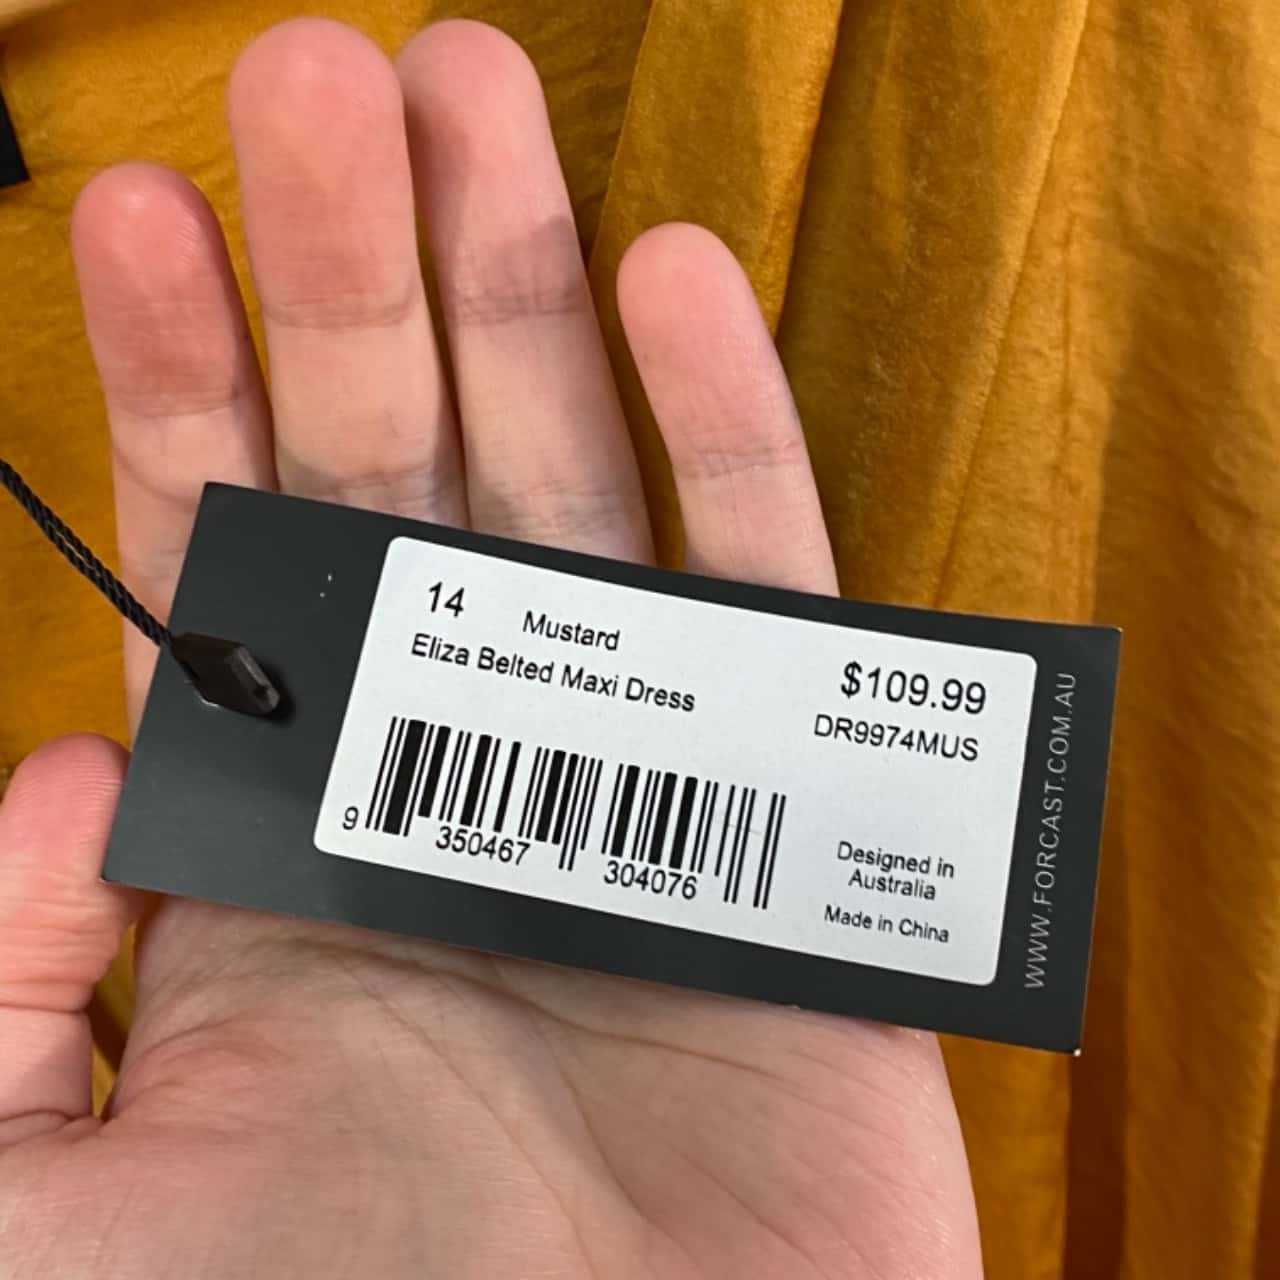 14 Mustard
Eliza Belted Maxi Dress
$109.99
DR9974MUS
9 350467 304076
Designed in
Australia
Made in China
WWW.FORCAST.COM.AU